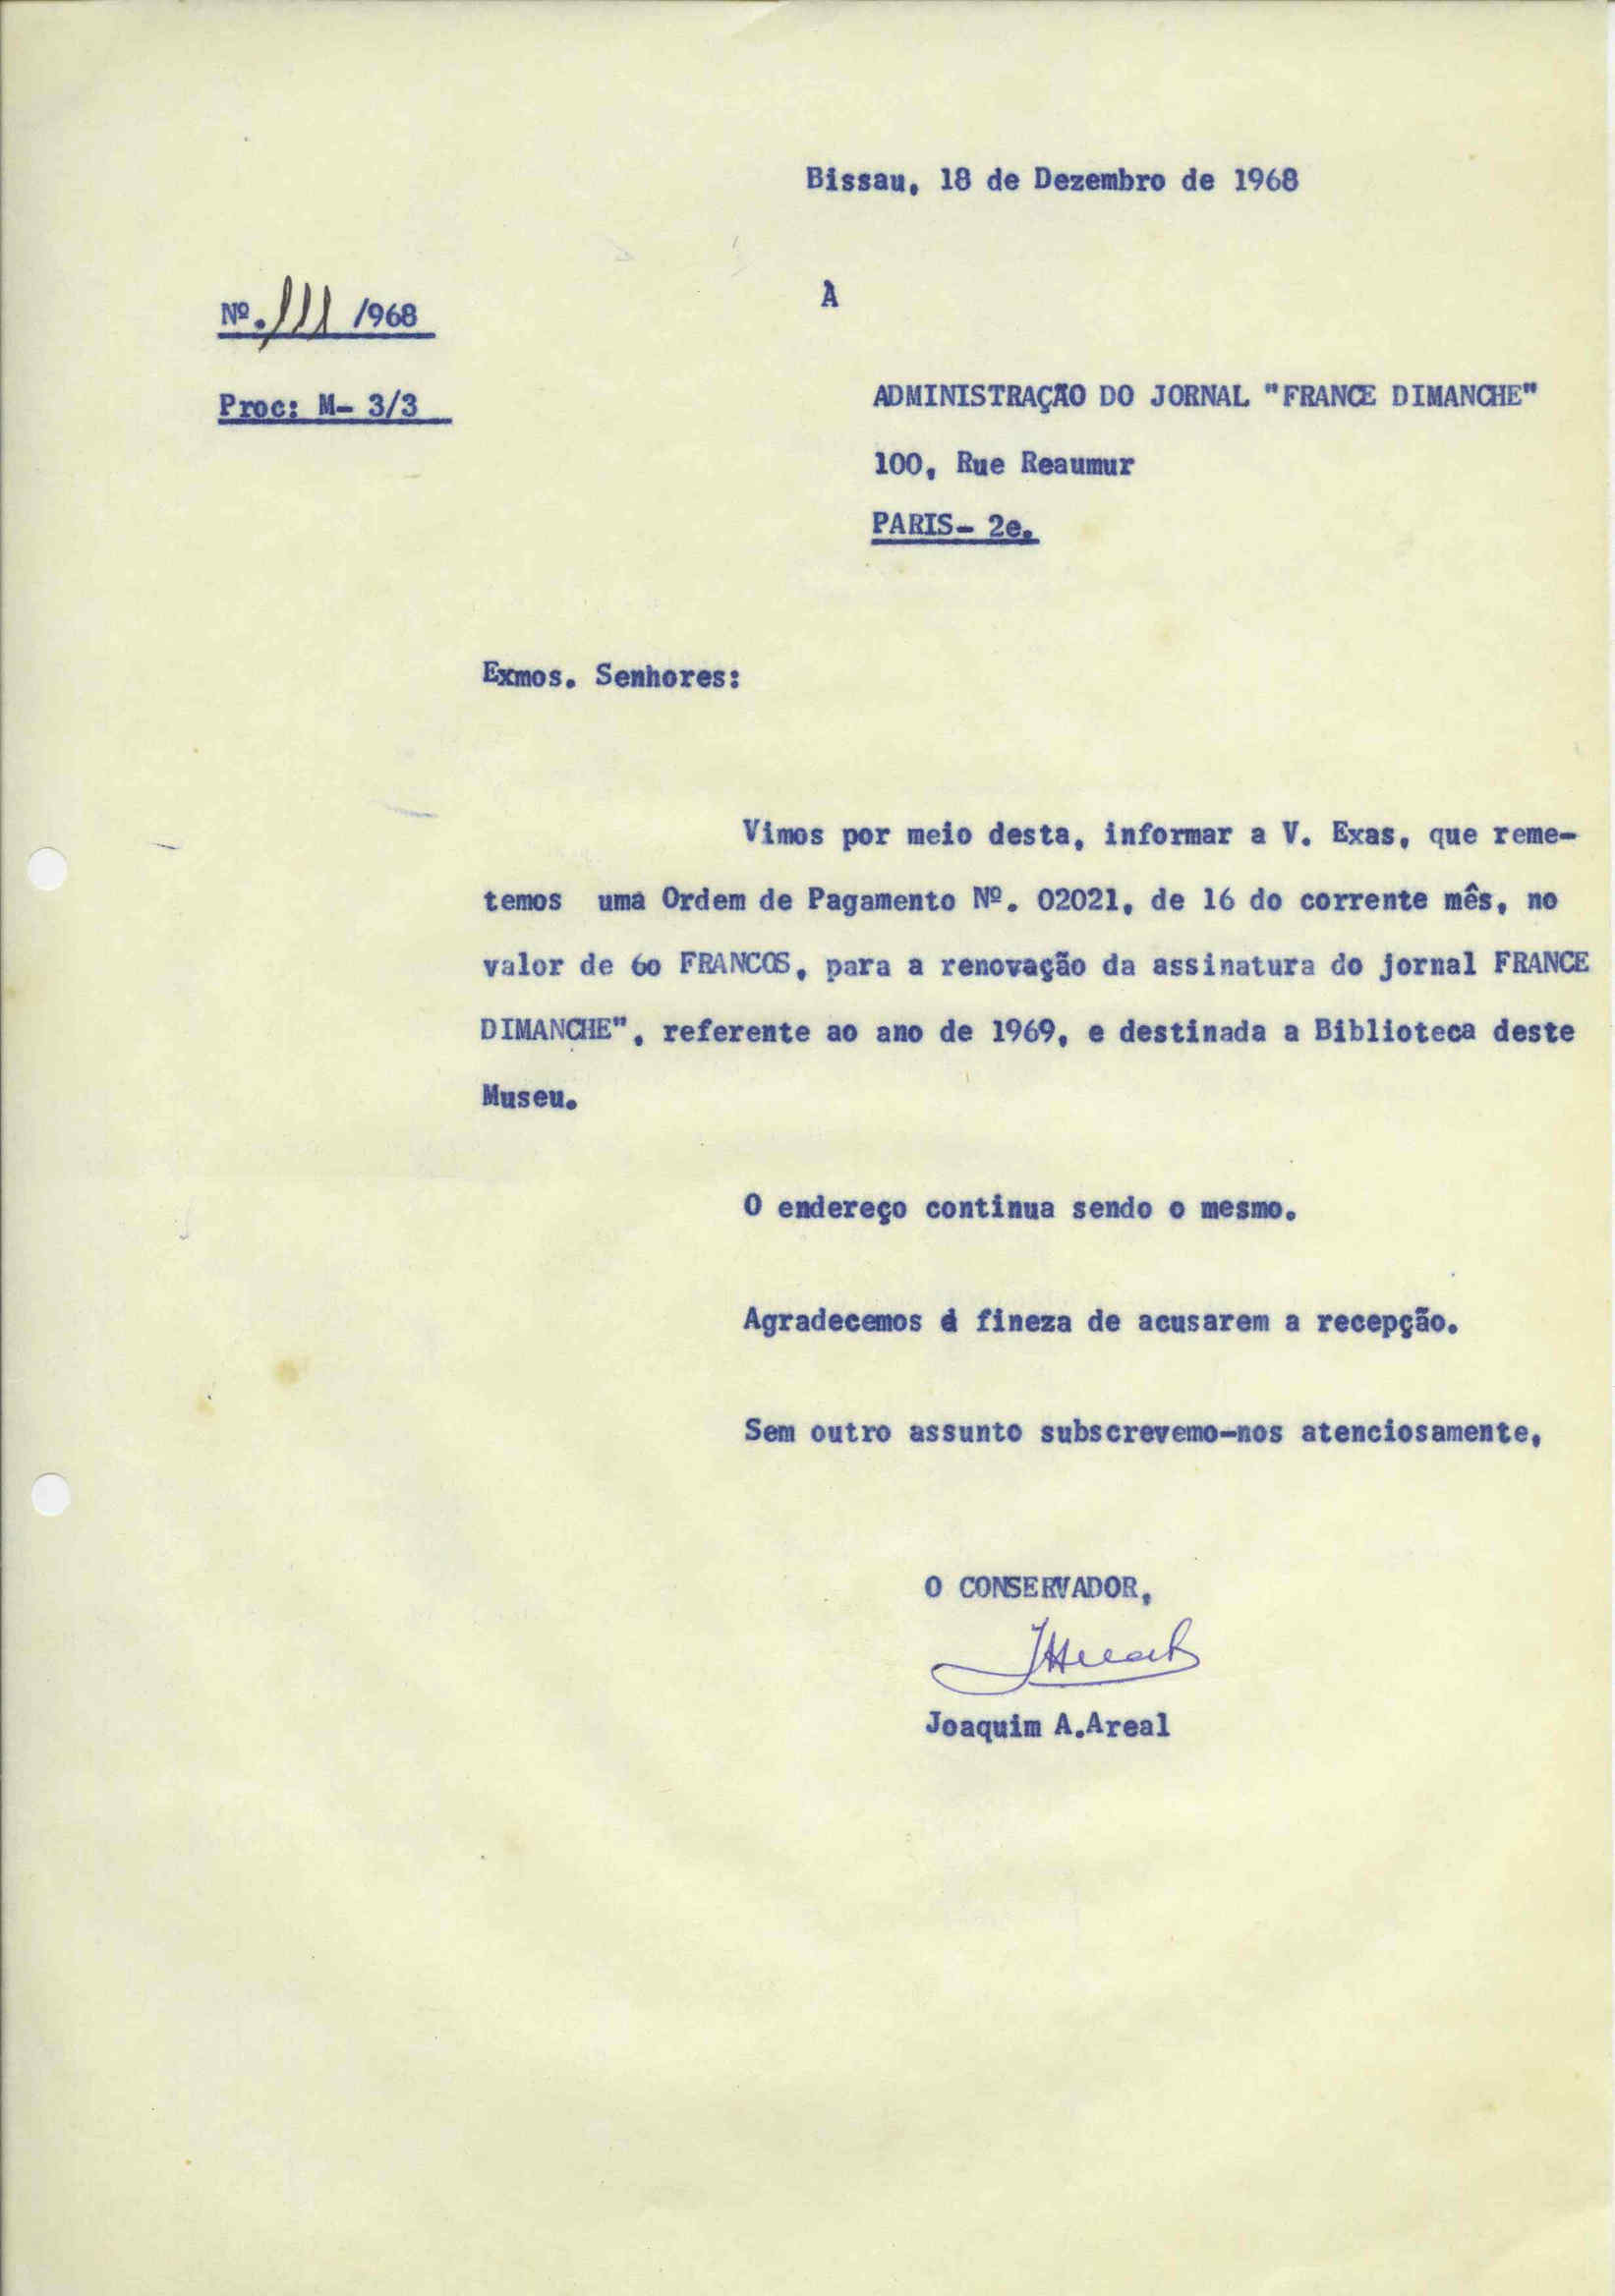 Bissau, 18 de Dezembro de 1968
À
Nº. 111 /968
ADMINISTRAÇÃO DO JORNAL "FRANCE DIMANCHE"
Proc: M- 3/3
100, Rue Reaumur
PARIS- 2e.
Exmos. Senhores:
Vimos por meio desta, informar a V. Exas, que reme-
temos uma Ordem de Pagamento Nº. 02021, de 16 do corrente mês, no
valor de 6o FRANCOS, para a renovação da assinatura do jornal FRANCE
DIMANCHE", referente ao ano de 1969, e destinada a Biblioteca deste
Museu.
O endereço continua sendo o mesmo.
Agradecemos a fineza de acusarem a recepção.
Sem outro assunto subscrevemo-nos atenciosamente,
O CONSERVADOR,
Joaquim A.Areal